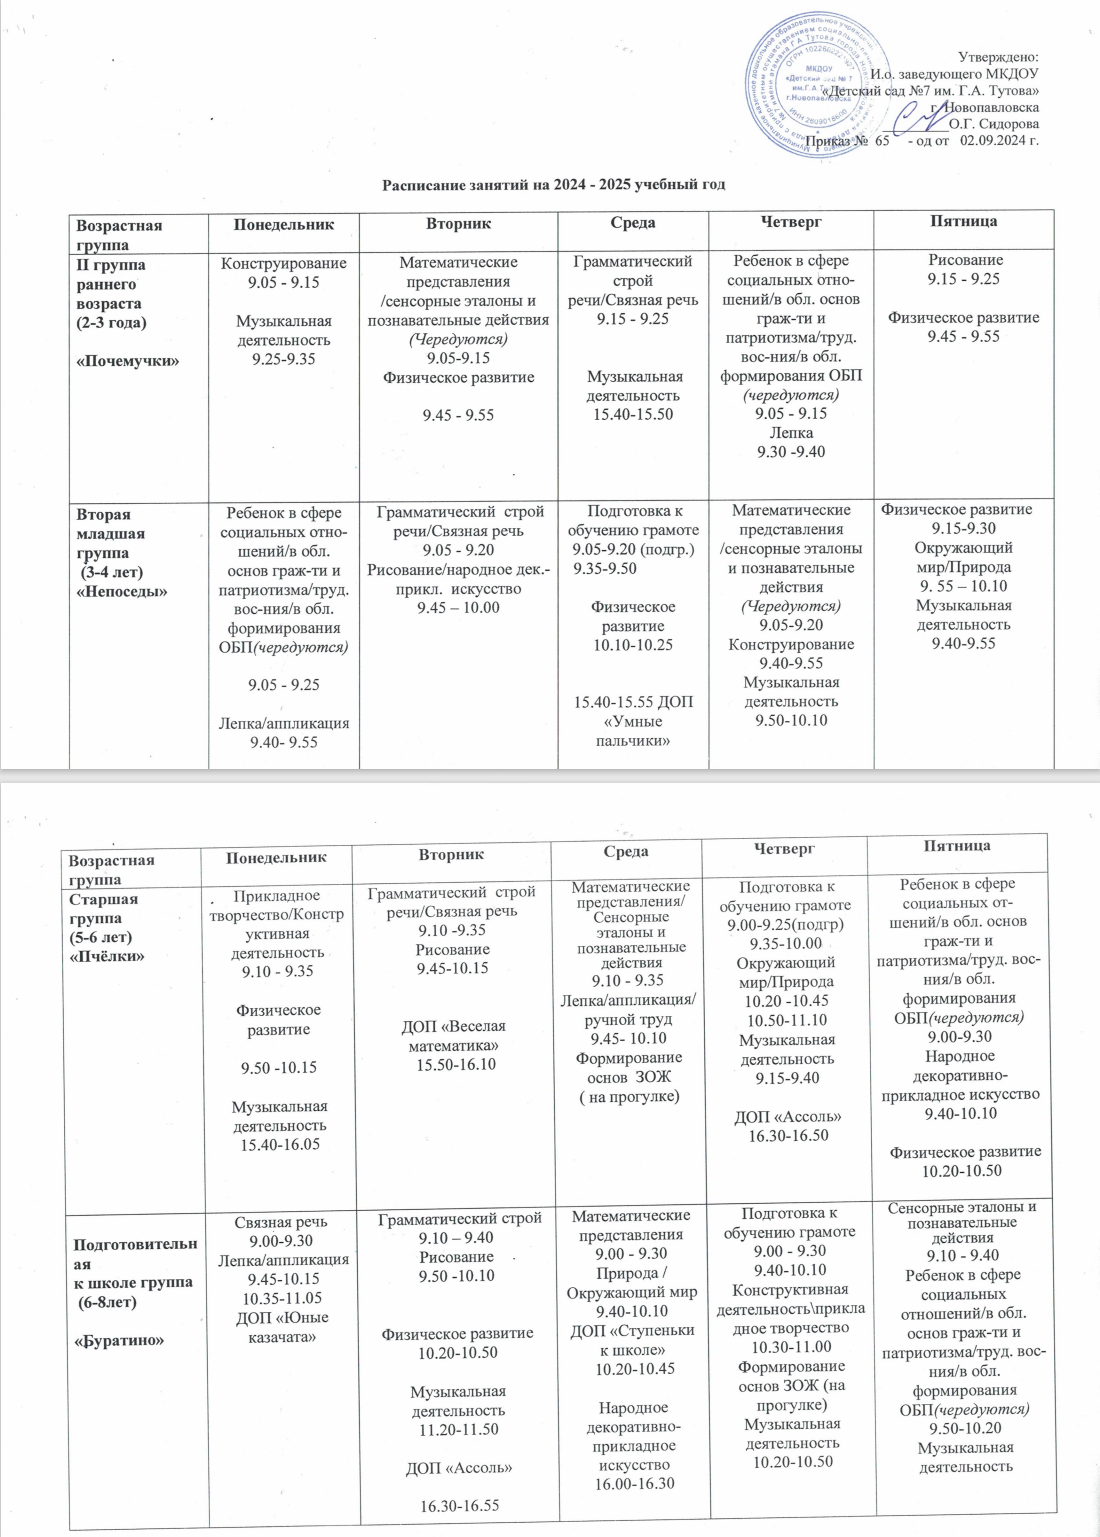 Утверждено:
И.о. заведующего МКДОУ
«Детский сад №7 им. Г.А. Тутова»
г. Новопавловска
О.Г. Сидорова
Приказ № 65 - од от 02.09.2024 г.
МКДОУ
«Детский сад № 7
г.Новопавловска
Расписание занятий на 2024 - 2025 учебный год
Возрастная
группа
Понедельник
Вторник
Среда
Четверг
Пятница
II группа
раннего
возраста
(2-3 года)
«Почемучки»
Конструирование
9.05 - 9.15
Музыкальная
деятельность
9.25-9.35
Математические
представления
/сенсорные эталоны и
познавательные действия
(Чередуются)
9.05-9.15
Физическое развитие
9.45 - 9.55
Грамматический
строй
речи/Связная речь
9.15 - 9.25
Музыкальная
деятельность
15.40-15.50
Ребенок в сфере
социальных отно-
шений/в обл. основ
граж-ти и
патриотизма/труд.
вос-ния/в обл.
формирования ОБП
(чередуются)
9.05 - 9.15
Лепка
9.30 -9.40
Рисование
9.15 - 9.25
Физическое развитие
9.45 - 9.55
Вторая
младшая
группа
(3-4 лет)
«Непоседы»
Ребенок в сфере
социальных отно-
шений/в обл.
основ граж-ти и
патриотизма/труд.
вос-ния/в обл.
форимирования
ОБП(чередуются)
9.05 - 9.25
Лепка/аппликация
9.40- 9.55
Грамматический строй
речи/Связная речь
9.05 - 9.20
Рисование/народное дек.-
прикл. искусство
9.45 – 10.00
Подготовка к
обучению грамоте
9.05-9.20 (подгр.)
9.35-9.50
Физическое
развитие
10.10-10.25
15.40-15.55 ДОП
«Умные
пальчики»
Математические
представления
/сенсорные эталоны
и познавательные
действия
(Чередуются)
9.05-9.20
Конструирование
9.40-9.55
Музыкальная
деятельность
9.50-10.10
Физическое развитие
9.15-9.30
Окружающий
мир/Природа
9. 55 – 10.10
Музыкальная
деятельность
9.40-9.55
Возрастная
группа
Понедельник
Вторник
Среда
Четверг
Пятница
Старшая
группа
(5-6 лет)
«Пчёлки»
Прикладное
творчество/Констр
уктивная
деятельность
9.10 - 9.35
Физическое
развитие
9.50 -10.15
Музыкальная
деятельность
15.40-16.05
Грамматический строй
речи/Связная речь
9.10 -9.35
Рисование
9.45-10.15
ДОП «Веселая
математика»
15.50-16.10
Математические
представления/
Сенсорные
эталоны и
познавательные
действия
9.10 - 9.35
Лепка/аппликация/
ручной труд
9.45- 10.10
Формирование
основ ЗОЖ
( на прогулке)
Подготовка к
обучению грамоте
9.00-9.25(подгр)
9.35-10.00
Окружающий
мир/Природа
10.20 -10.45
10.50-11.10
Музыкальная
деятельность
9.15-9.40
ДОП «Ассоль»
16.30-16.50
Ребенок в сфере
социальных от-
шений/в обл. основ
граж-ти и
патриотизма/труд. вос-
ния/в обл.
форимирования
ОБП(чередуются)
9.00-9.30
Народное
декоративно-
прикладное искусство
9.40-10.10
Физическое развитие
10.20-10.50
Подготовительн
ая
к школе группа
(6-8лет)
«Буратино»
Связная речь
9.00-9.30
Лепка/аппликация
9.45-10.15
10.35-11.05
ДОП «Юные
казачата»
Грамматический строй
9.10 – 9.40
Рисование
9.50 -10.10
Физическое развитие
10.20-10.50
Музыкальная
деятельность
11.20-11.50
ДОП «Ассоль»
16.30-16.55
Математические
представления
9.00 - 9.30
Природа /
Окружающий мир
9.40-10.10
ДОП «Ступеньки
к школе»
10.20-10.45
Народное
декоративно-
прикладное
искусство
16.00-16.30
Подготовка к
обучению грамоте
9.00 - 9.30
9.40-10.10
Конструктивная
деятельность\прикла
дное творчество
10.30-11.00
Формирование
основ ЗОЖ (на
прогулке)
Музыкальная
деятельность
10.20-10.50
Сенсорные эталоны и
познавательные
действия
9.10 - 9.40
Ребенок в сфере
социальных
отношений/в обл.
основ граж-ти и
патриотизма/труд. вос-
ния/в обл.
формирования
ОБП(чередуются)
9.50-10.20
Музыкальная
деятельность